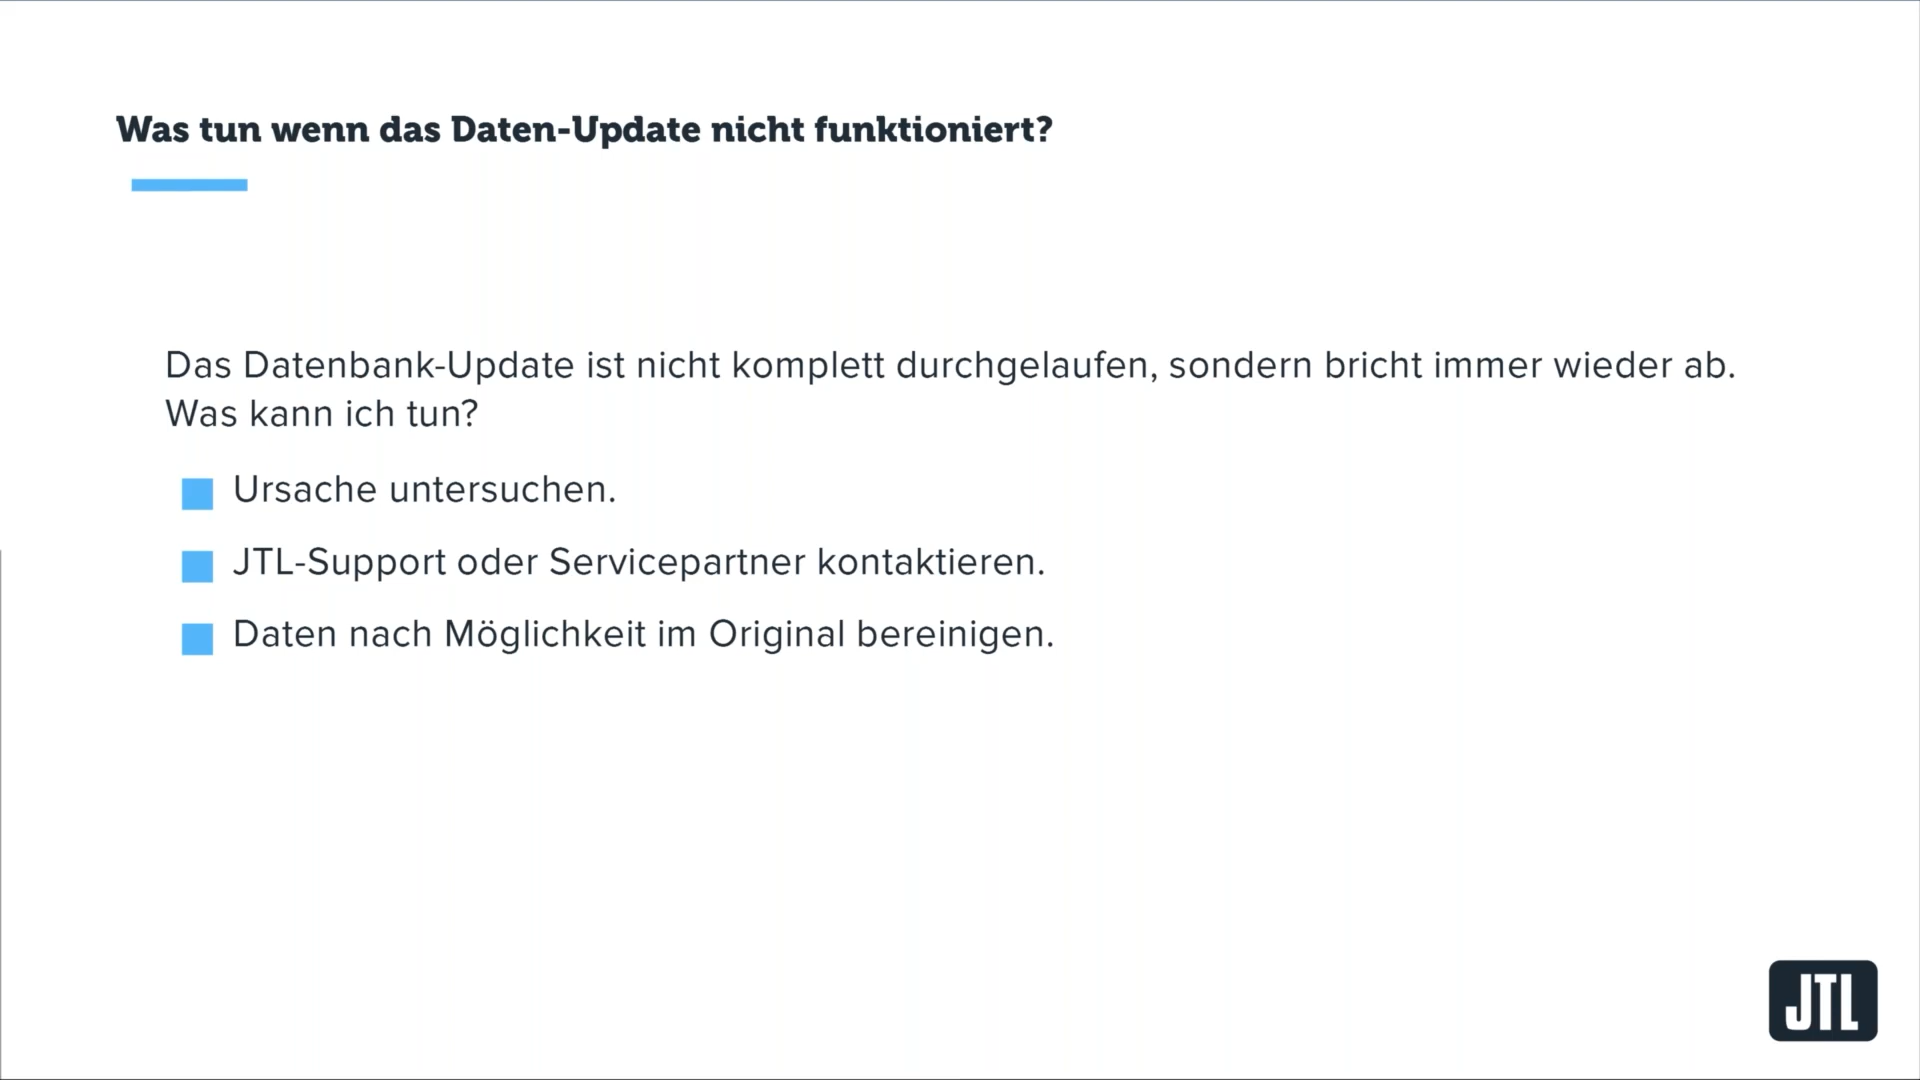 Was tun wenn das Daten-Update nicht funktioniert?
Das Datenbank-Update ist nicht komplett durchgelaufen, sondern bricht immer wieder ab.
Was kann ich tun?
Ursache untersuchen.
JTL-Support oder Servicepartner kontaktieren.
Daten nach Möglichkeit im Original bereinigen.
JTL